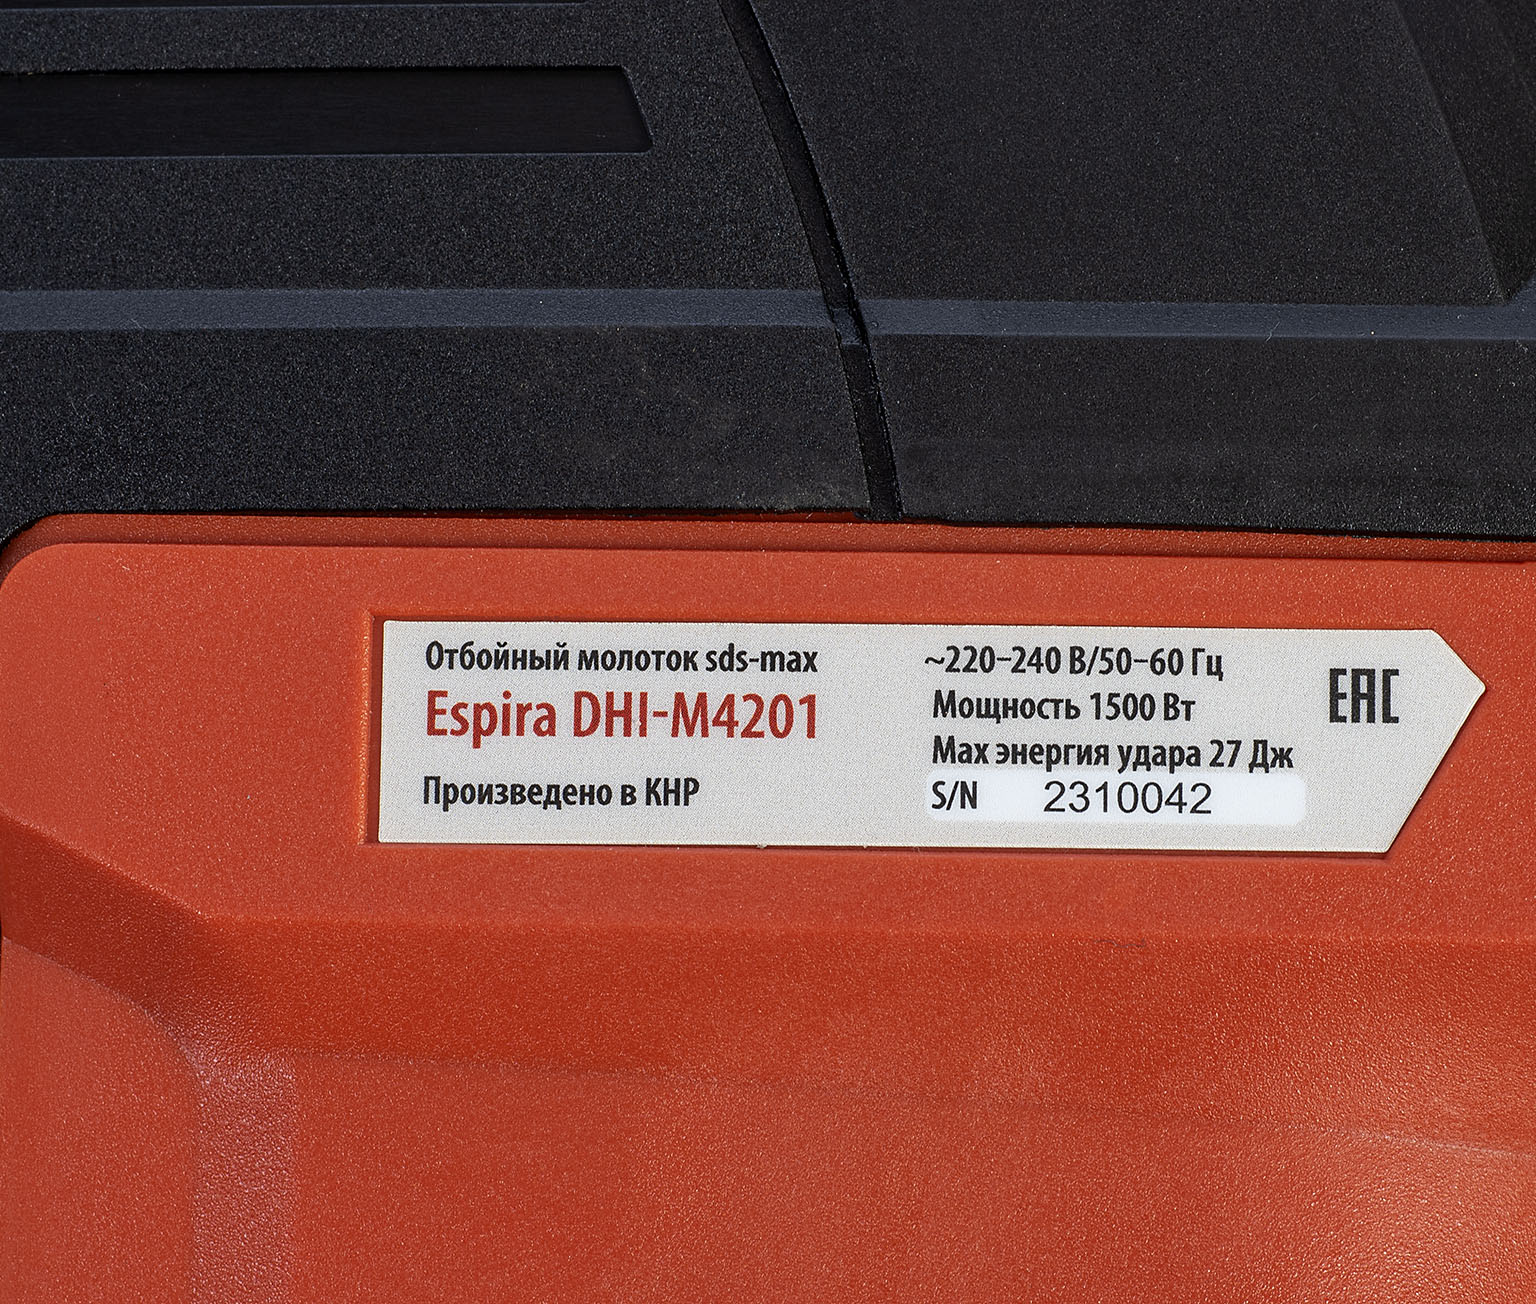 Отбойный молоток sds-max
Espira DHI-M4201
Произведено в КНР
~220–240 В/50–60 Гц
Мощность 1500 Вт
Max энергия удара 27 Дж
S/N 2310042
EAC